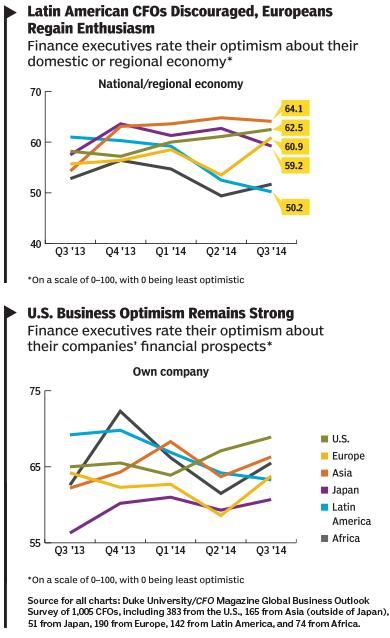 Latin American CFOs Discouraged, Europeans
Regain Enthusiasm
Finance executives rate their optimism about their
domestic or regional economy*
National/regional economy
70
60
50
40
64.1
62.5
60.9
59.2
50.2
Q3 '13 Q4 '13 Q1 '14 Q2 '14 Q3 '14
*On a scale of 0–100, with 0 being least optimistic
U.S. Business Optimism Remains Strong
Finance executives rate their optimism about
their companies' financial prospects*
Own company
75
65
55
U.S.
Europe
Asia
Japan
Latin
America
Africa
Q3 '13 Q4 '13 Q1 '14 Q2 '14 Q3 '14
*On a scale of 0–100, with 0 being least optimistic
Source for all charts: Duke University/CFO Magazine Global Business Outlook
Survey of 1,005 CFOs, including 383 from the U.S., 165 from Asia (outside of Japan),
51 from Japan, 190 from Europe, 142 from Latin America, and 74 from Africa.